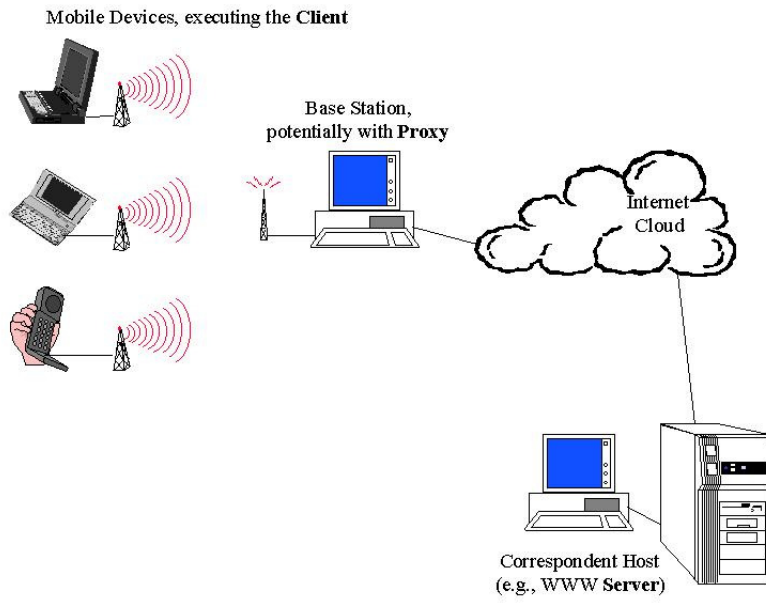 Mobile Devices, executing the Client
Base Station,
potentially with Proxy
Internet
Cloud
Correspondent Host
(e.g., WWW Server)